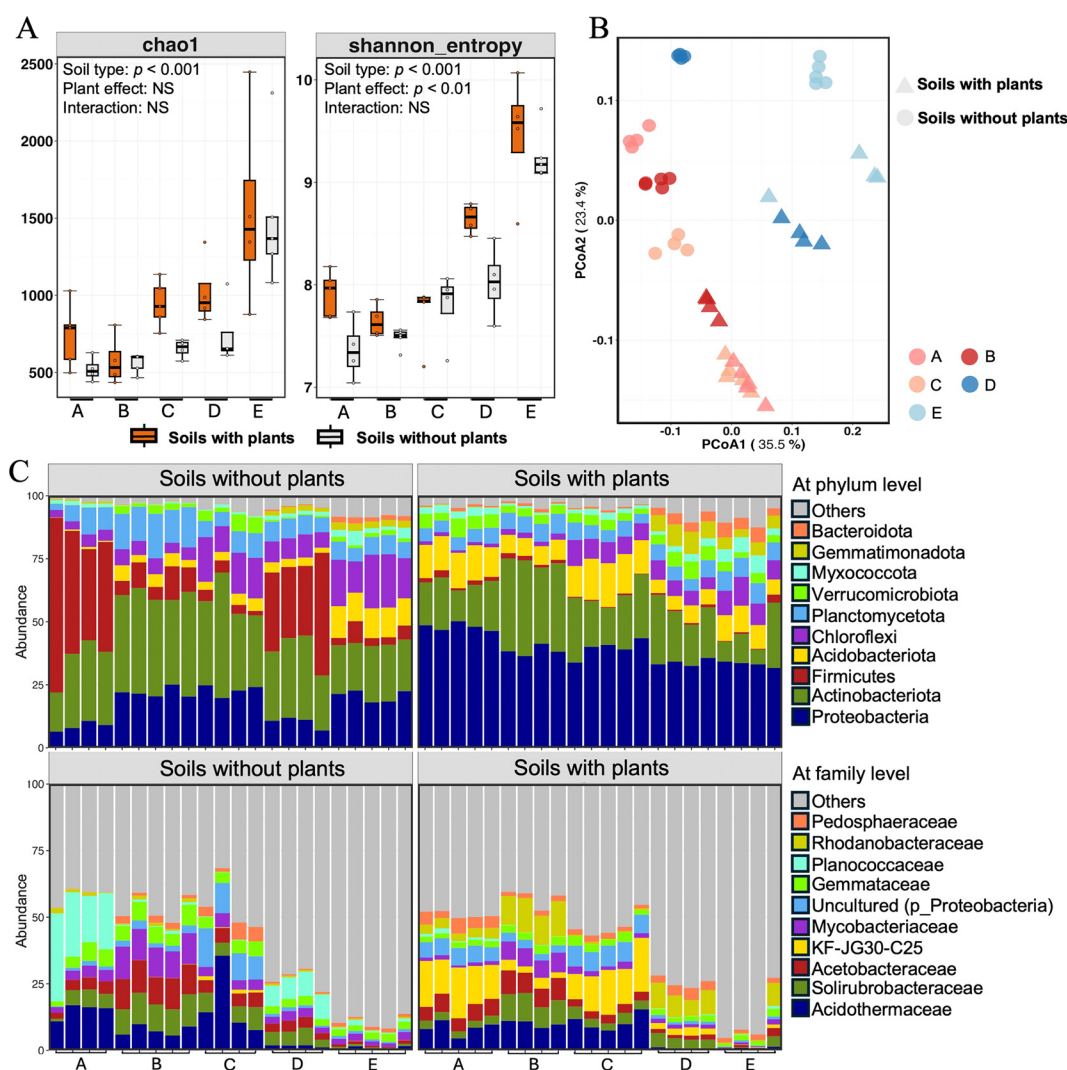 A
chao1
shannon_entropy
Soil type: p < 0.001
Plant effect: NS
Interaction: NS
Soil type: p < 0.001
Plant effect: p < 0.01
Interaction: NS
2500
2000
1500
1000
500
10
9
8
7
A B C D E
A B C D E
Soils with plants
Soils without plants
B
Soils with plants
Soils without plants
PCoA2 ( 23.4 %)
0.1
0.0
-0.1
-0.1 0.0 0.1 0.2
PCoA1 ( 35.5 %)
A B
C D
E
C
Soils without plants
Soils with plants
Abundance
100
75
50
25
0
At phylum level
Others
Bacteroidota
Gemmatimonadota
Myxococcota
Verrucomicrobiota
Planctomycetota
Chloroflexi
Acidobacteriota
Firmicutes
Actinobacteriota
Proteobacteria
Soils without plants
Soils with plants
Abundance
100
75
50
25
0
A B C D E
A B C D E
At family level
Others
Pedosphaeraceae
Rhodanobacteraceae
Planococcaceae
Gemmataceae
Uncultured (p_Proteobacteria)
Mycobacteriaceae
KF-JG30-C25
Acetobacteraceae
Solirubrobacteraceae
Acidothermaceae